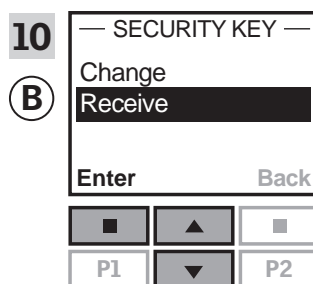 10
B
— SECURITY KEY —
Change
Receive
Enter Back
P1 P2